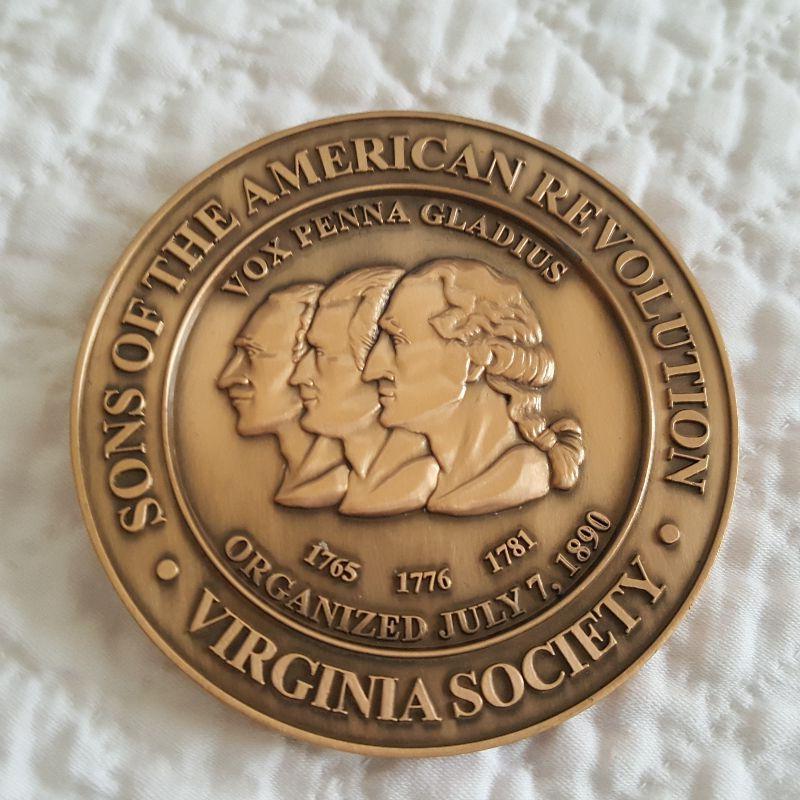 SONS OF THE AMERICAN REVOLUTION
VOX PENNA GLADIUS
1765 1776 1781
ORGANIZED JULY 7, 1890
• VIRGINIA SOCIETY •